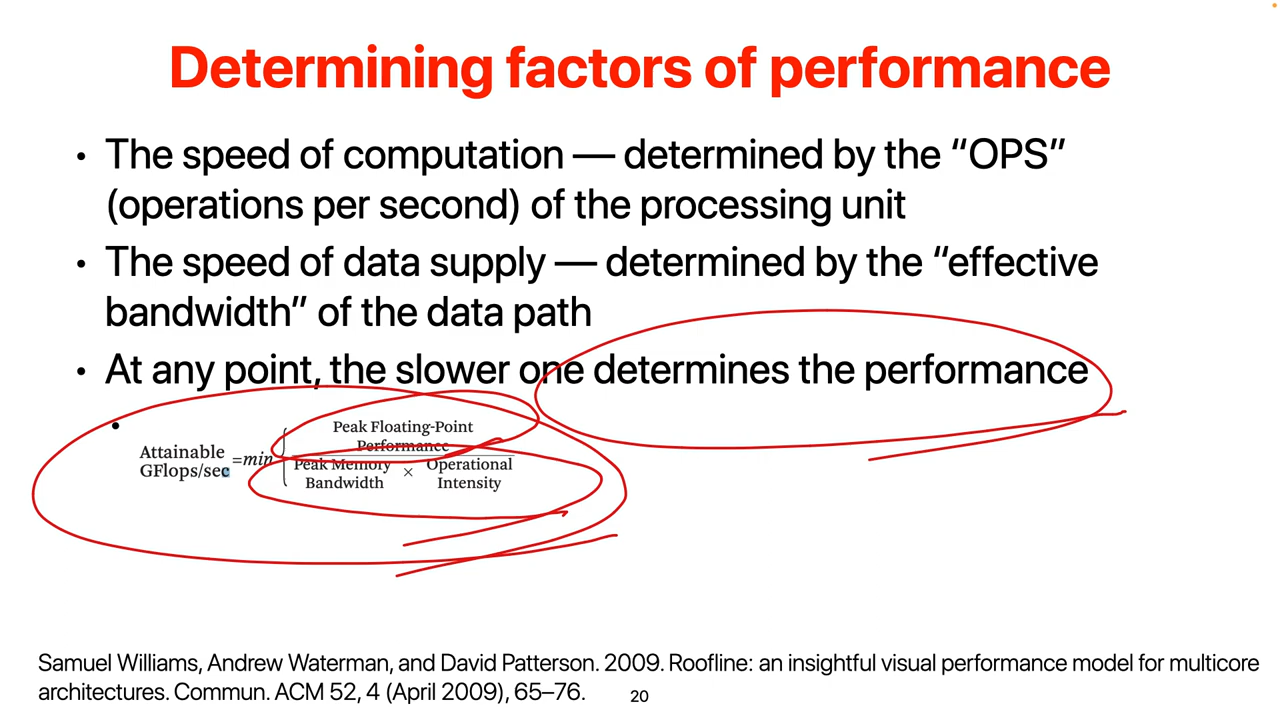 Determining factors of performance
• The speed of computation — determined by the “OPS”
(operations per second) of the processing unit
• The speed of data supply — determined by the “effective
bandwidth” of the data path
• At any point, the slower one determines the performance
•
Attainable
GFlops/sec
=min
Peak Floating-Point
Performance
Peak Memory
Bandwidth
×
Operational
Intensity
Samuel Williams, Andrew Waterman, and David Patterson. 2009. Roofline: an insightful visual performance model for multicore
architectures. Commun. ACM 52, 4 (April 2009), 65–76.
20